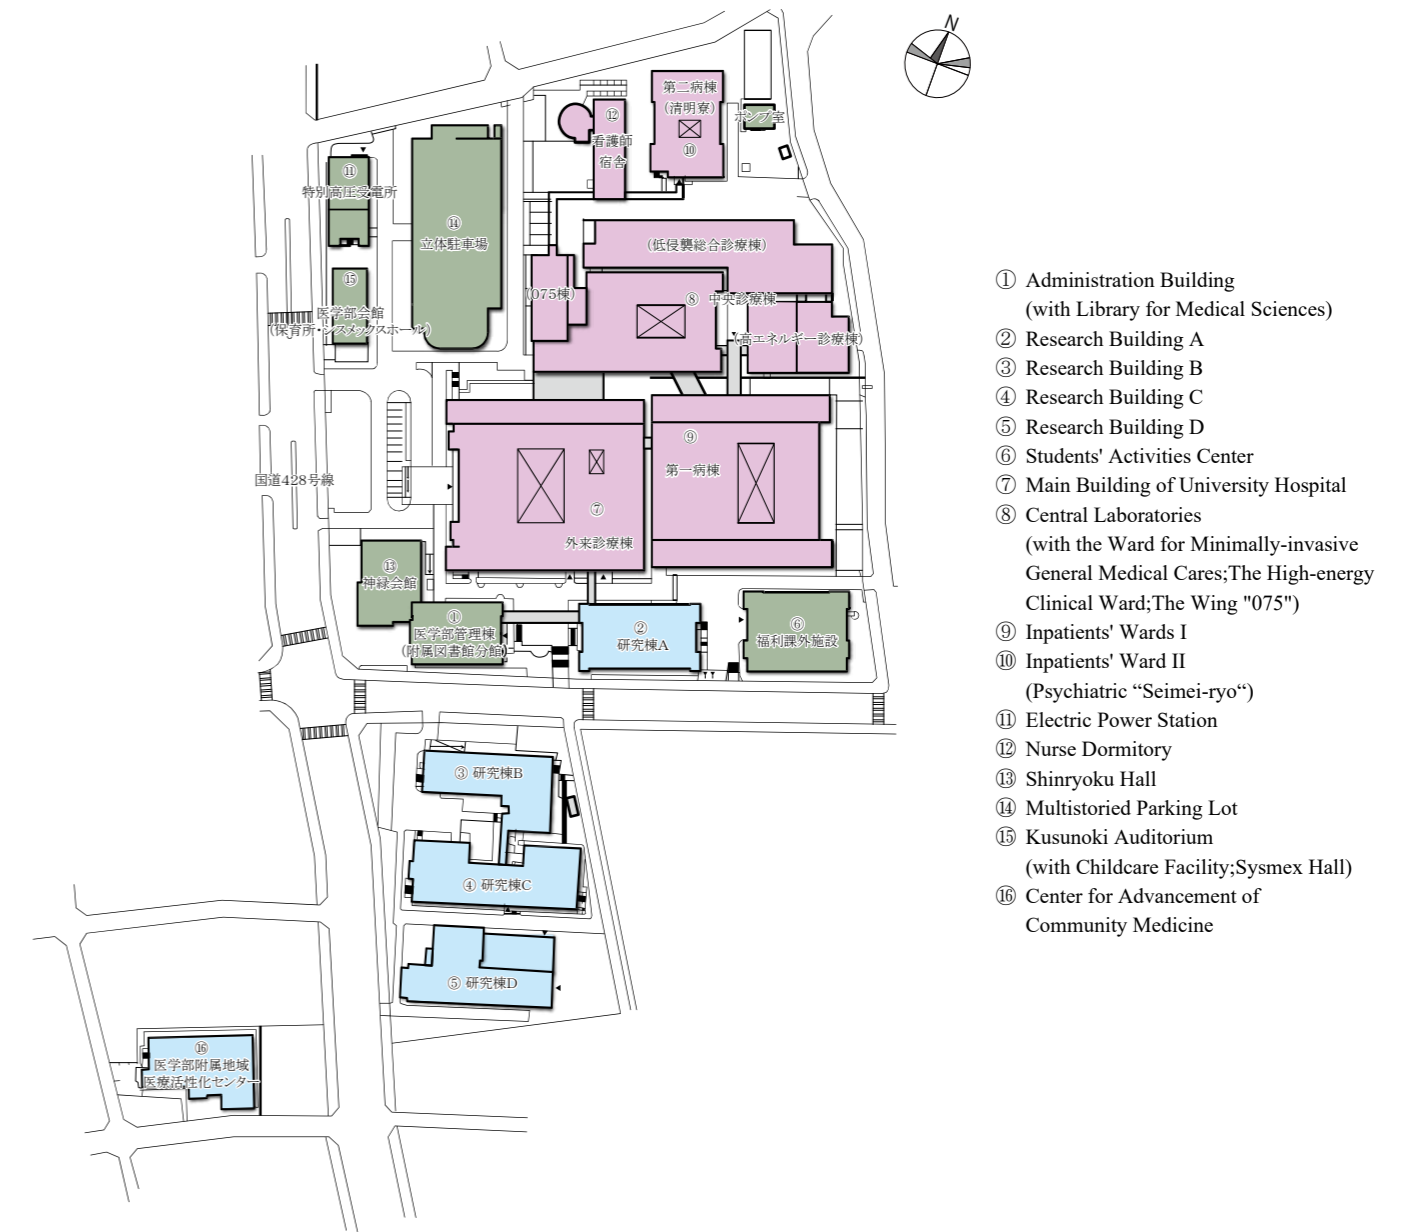 N
第二病棟
(清明寮)
⑩
ポンプ室
⑫
看護師
宿舎
⑪
特別高圧受電所
⑭
立体駐車場
(低侵襲総合診療棟)
⑮
医学部会館
(保育所・シスメックスホール)
(075棟)
⑧ 中央診療棟
(高エネルギー診療棟)
⑨
第一病棟
国道428号線
⑦
外来診療棟
⑬
神緑会館
①
医学部管理棟
(附属図書館分館)
②
研究棟A
⑥
福利課外施設
③ 研究棟B
④ 研究棟C
⑤ 研究棟D
⑯
医学部附属地域
医療活性化センター
① Administration Building
(with Library for Medical Sciences)
② Research Building A
③ Research Building B
④ Research Building C
⑤ Research Building D
⑥ Students' Activities Center
⑦ Main Building of University Hospital
⑧ Central Laboratories
(with the Ward for Minimally-invasive
General Medical Cares;The High-energy
Clinical Ward;The Wing "075")
⑨ Inpatients' Wards I
⑩ Inpatients' Ward II
(Psychiatric “Seimei-ryo“)
⑪ Electric Power Station
⑫ Nurse Dormitory
⑬ Shinryoku Hall
⑭ Multistoried Parking Lot
⑮ Kusunoki Auditorium
(with Childcare Facility;Sysmex Hall)
⑯ Center for Advancement of
Community Medicine